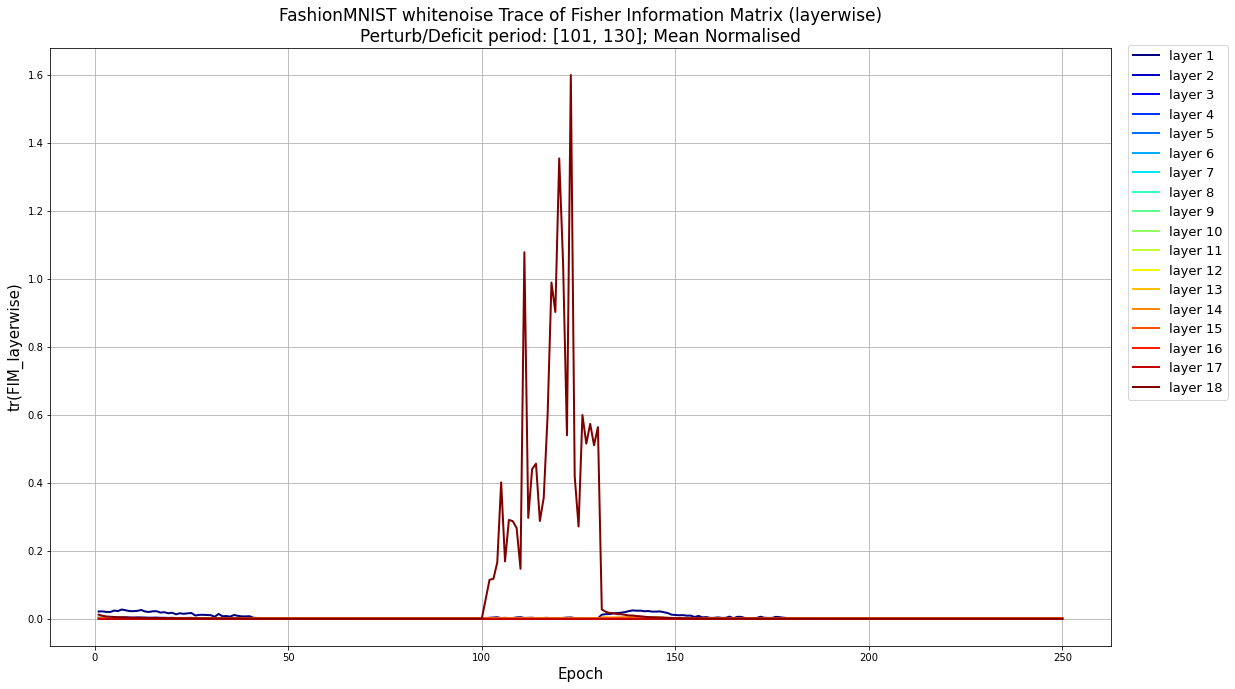 FashionMNIST whitenoise Trace of Fisher Information Matrix (layerwise)
Perturb/Deficit period: [101, 130]; Mean Normalised
tr(FIM_layerwise)
1.6
1.4
1.2
1.0
0.8
0.6
0.4
0.2
0.0
0
50
100
150
200
250
Epoch
layer 1
layer 2
layer 3
layer 4
layer 5
layer 6
layer 7
layer 8
layer 9
layer 10
layer 11
layer 12
layer 13
layer 14
layer 15
layer 16
layer 17
layer 18